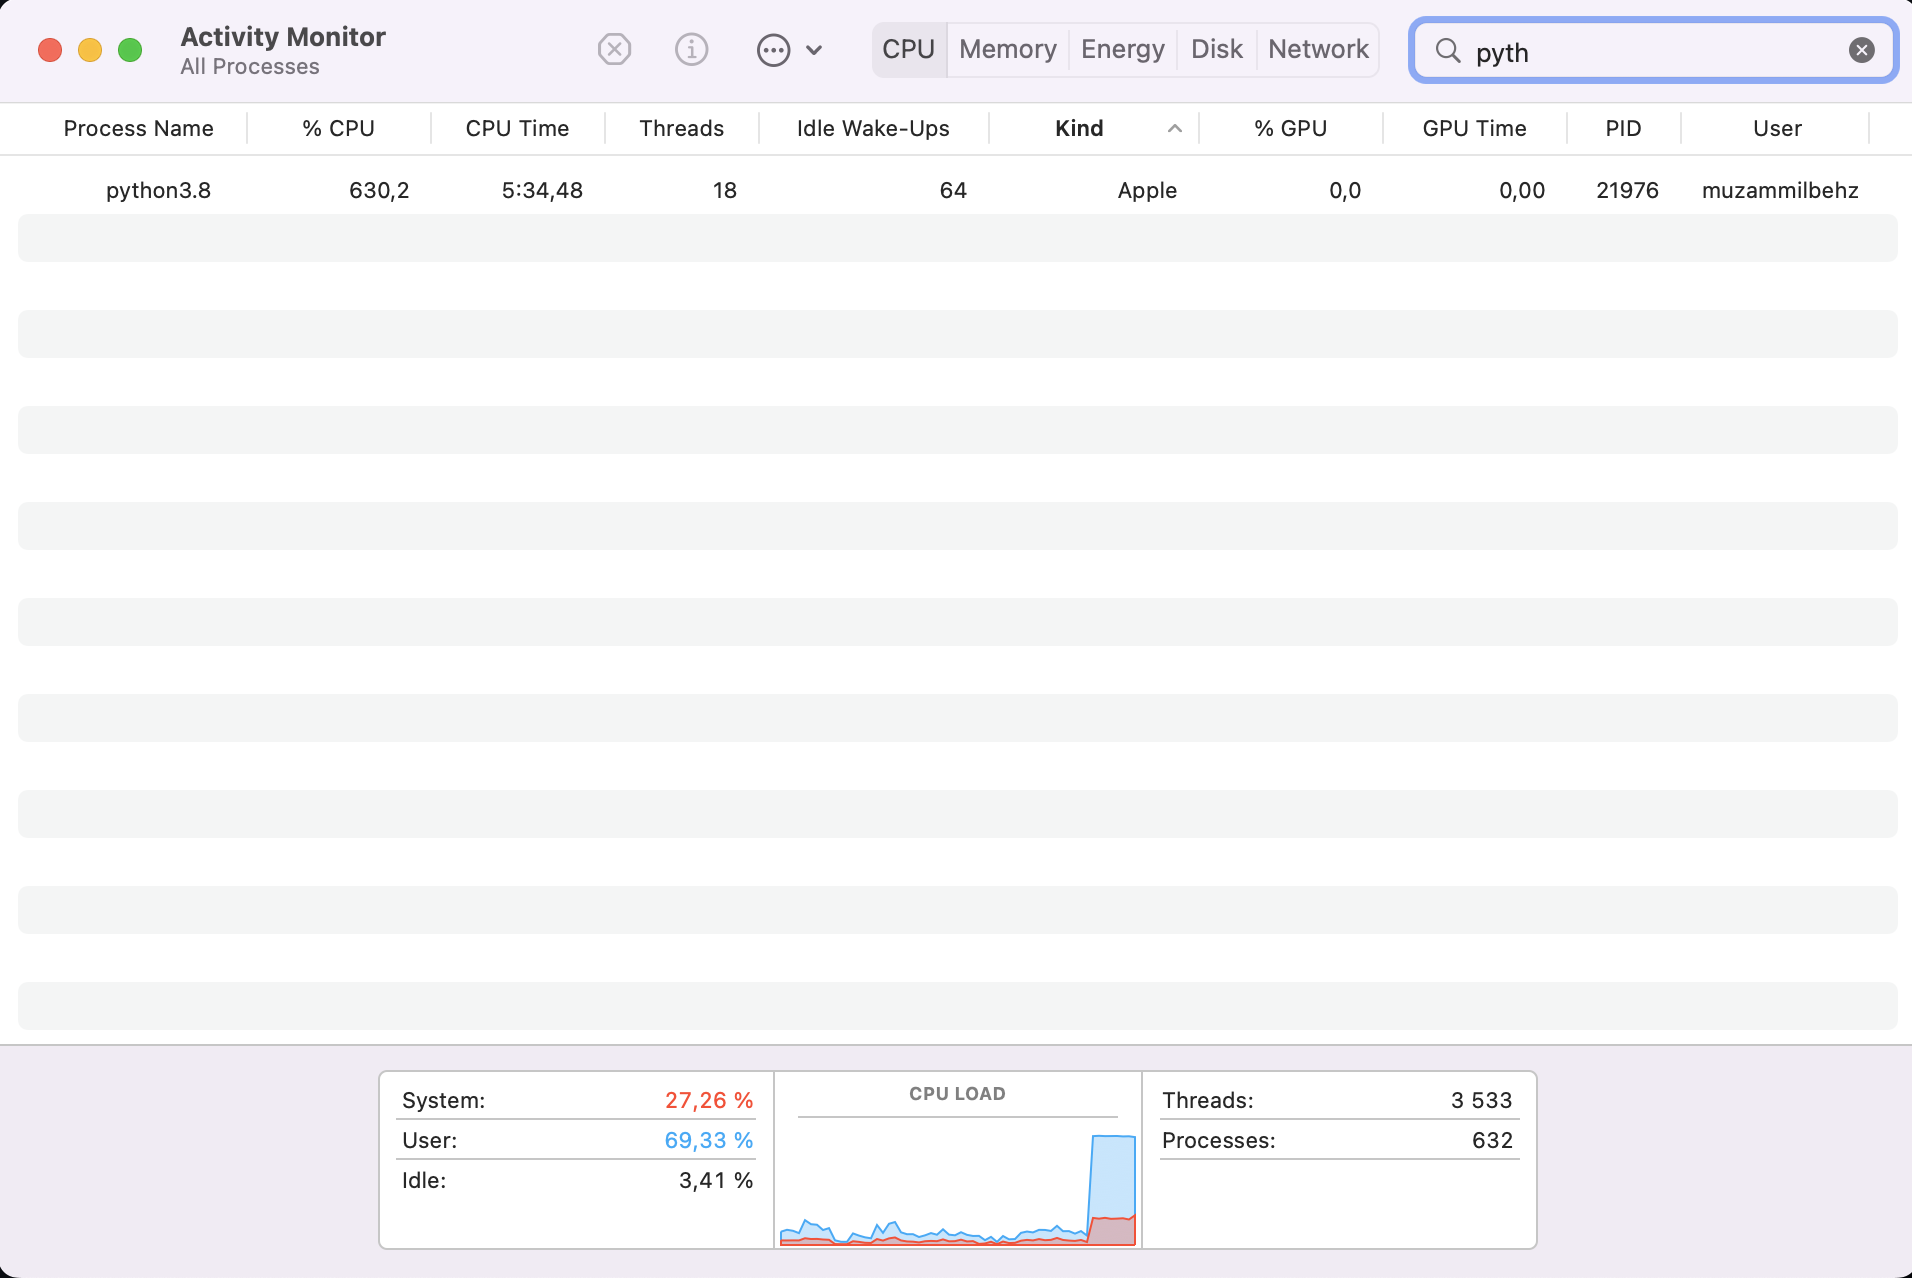 Activity Monitor
All Processes
CPU Memory Energy Disk Network
pyth
Process Name % CPU CPU Time Threads Idle Wake-Ups Kind % GPU GPU Time PID User
python3.8 630,2 5:34,48 18 64 Apple 0,0 0,00 21976 muzammilbehz
System: 27,26 %
User: 69,33 %
Idle: 3,41 %
CPU LOAD
Threads: 3 533
Processes: 632